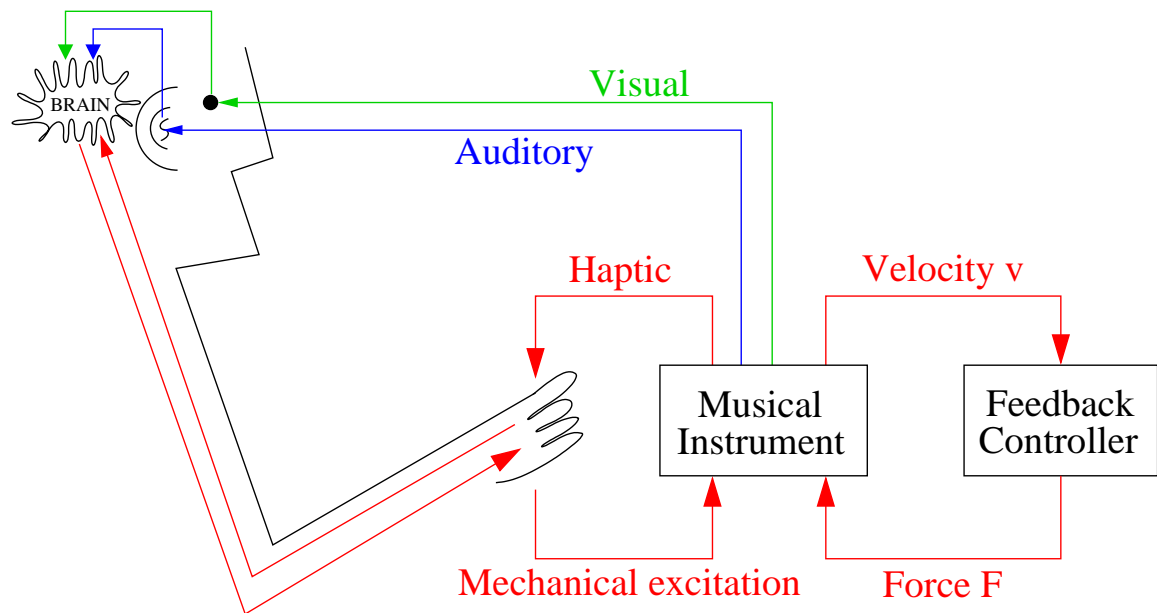 BRAIN
Visual
Auditory
Haptic
Velocity v
Musical
Instrument
Feedback
Controller
Mechanical excitation
Force F